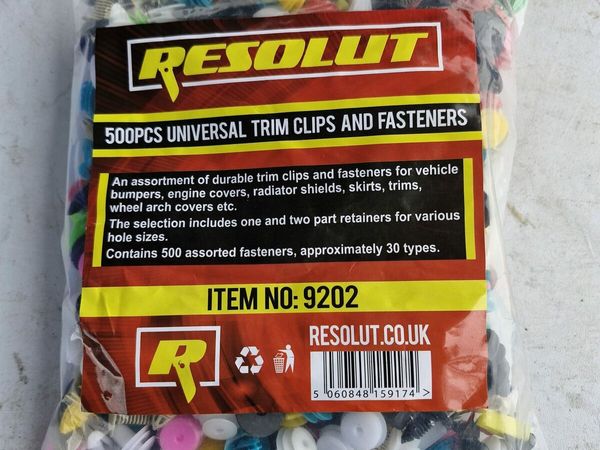 RESOLUT
500PCS UNIVERSAL TRIM CLIPS AND FASTENERS
An assortment of durable trim clips and fasteners for vehicle
bumpers, engine covers, radiator shields, skirts, trims,
wheel arch covers etc.
The selection includes one and two part retainers for various
hole sizes.
Contains 500 assorted fasteners, approximately 30 types.
ITEM NO: 9202
R
RESOLUT.CO.UK
5 060848 159174 >